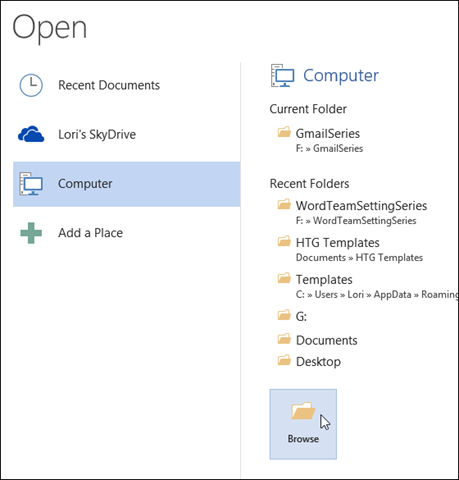 Open
Recent Documents
Lori's SkyDrive
Computer
Add a Place
Computer
Current Folder
GmailSeries
F: » GmailSeries
Recent Folders
WordTeamSettingSeries
F: » WordTeamSettingSeries
HTG Templates
Documents » HTG Templates
Templates
C: » Users » Lori » AppData » Roaming
G:
Documents
Desktop
Browse